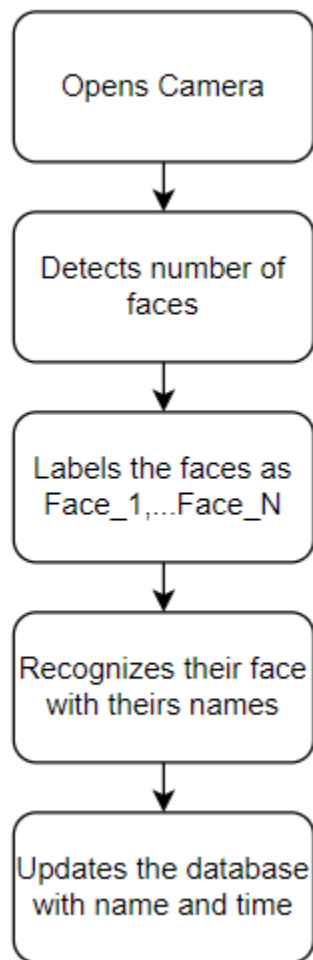 Opens Camera
Detects number of
faces
Labels the faces as
Face_1,...Face_N
Recognizes their face
with theirs names
Updates the database
with name and time